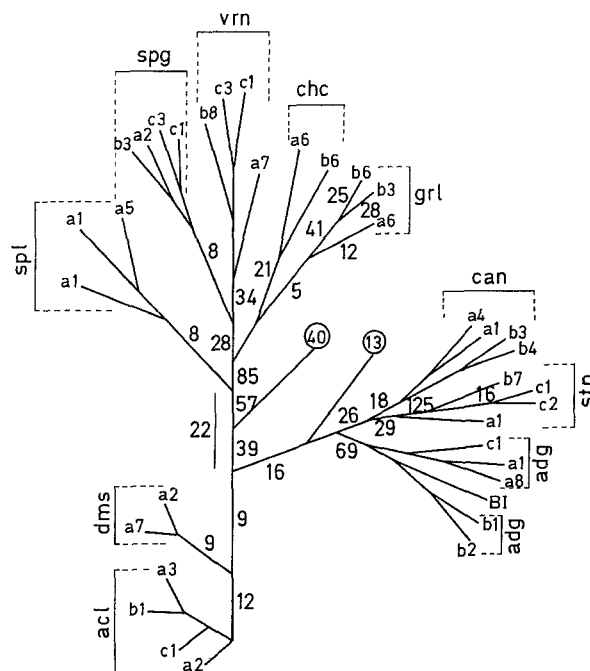 vrn
spg
chc
c3 c1
b8
c3
a2 c1
b3
a6
a7
b6
b6
25 b3
28
a6
41
12
grl
a5
a1
a1
spl
8
21
5
34
28
8
can
a4
a1
b3
b4
40
13
85
57
22
39
b7
16 c1
c2
a1
stp
18
125
26
29
16
69
c1
a1
a8
adg
BI
b1
b2
adg
9
a2
a7
dms
9
12
a3
b1
c1
a2
acl